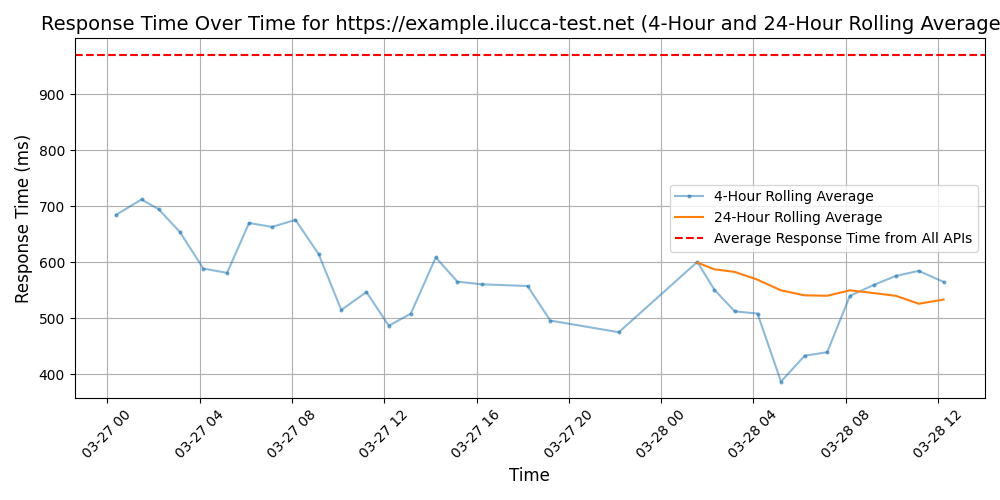 Response Time Over Time for https://example.ilucca-test.net (4-Hour and 24-Hour Rolling Average
Response Time (ms)
900
800
700
600
500
400
4-Hour Rolling Average
24-Hour Rolling Average
Average Response Time from All APIs
03-27 00
03-27 04
03-27 08
03-27 12
03-27 16
03-27 20
03-28 00
03-28 04
03-28 08
03-28 12
Time